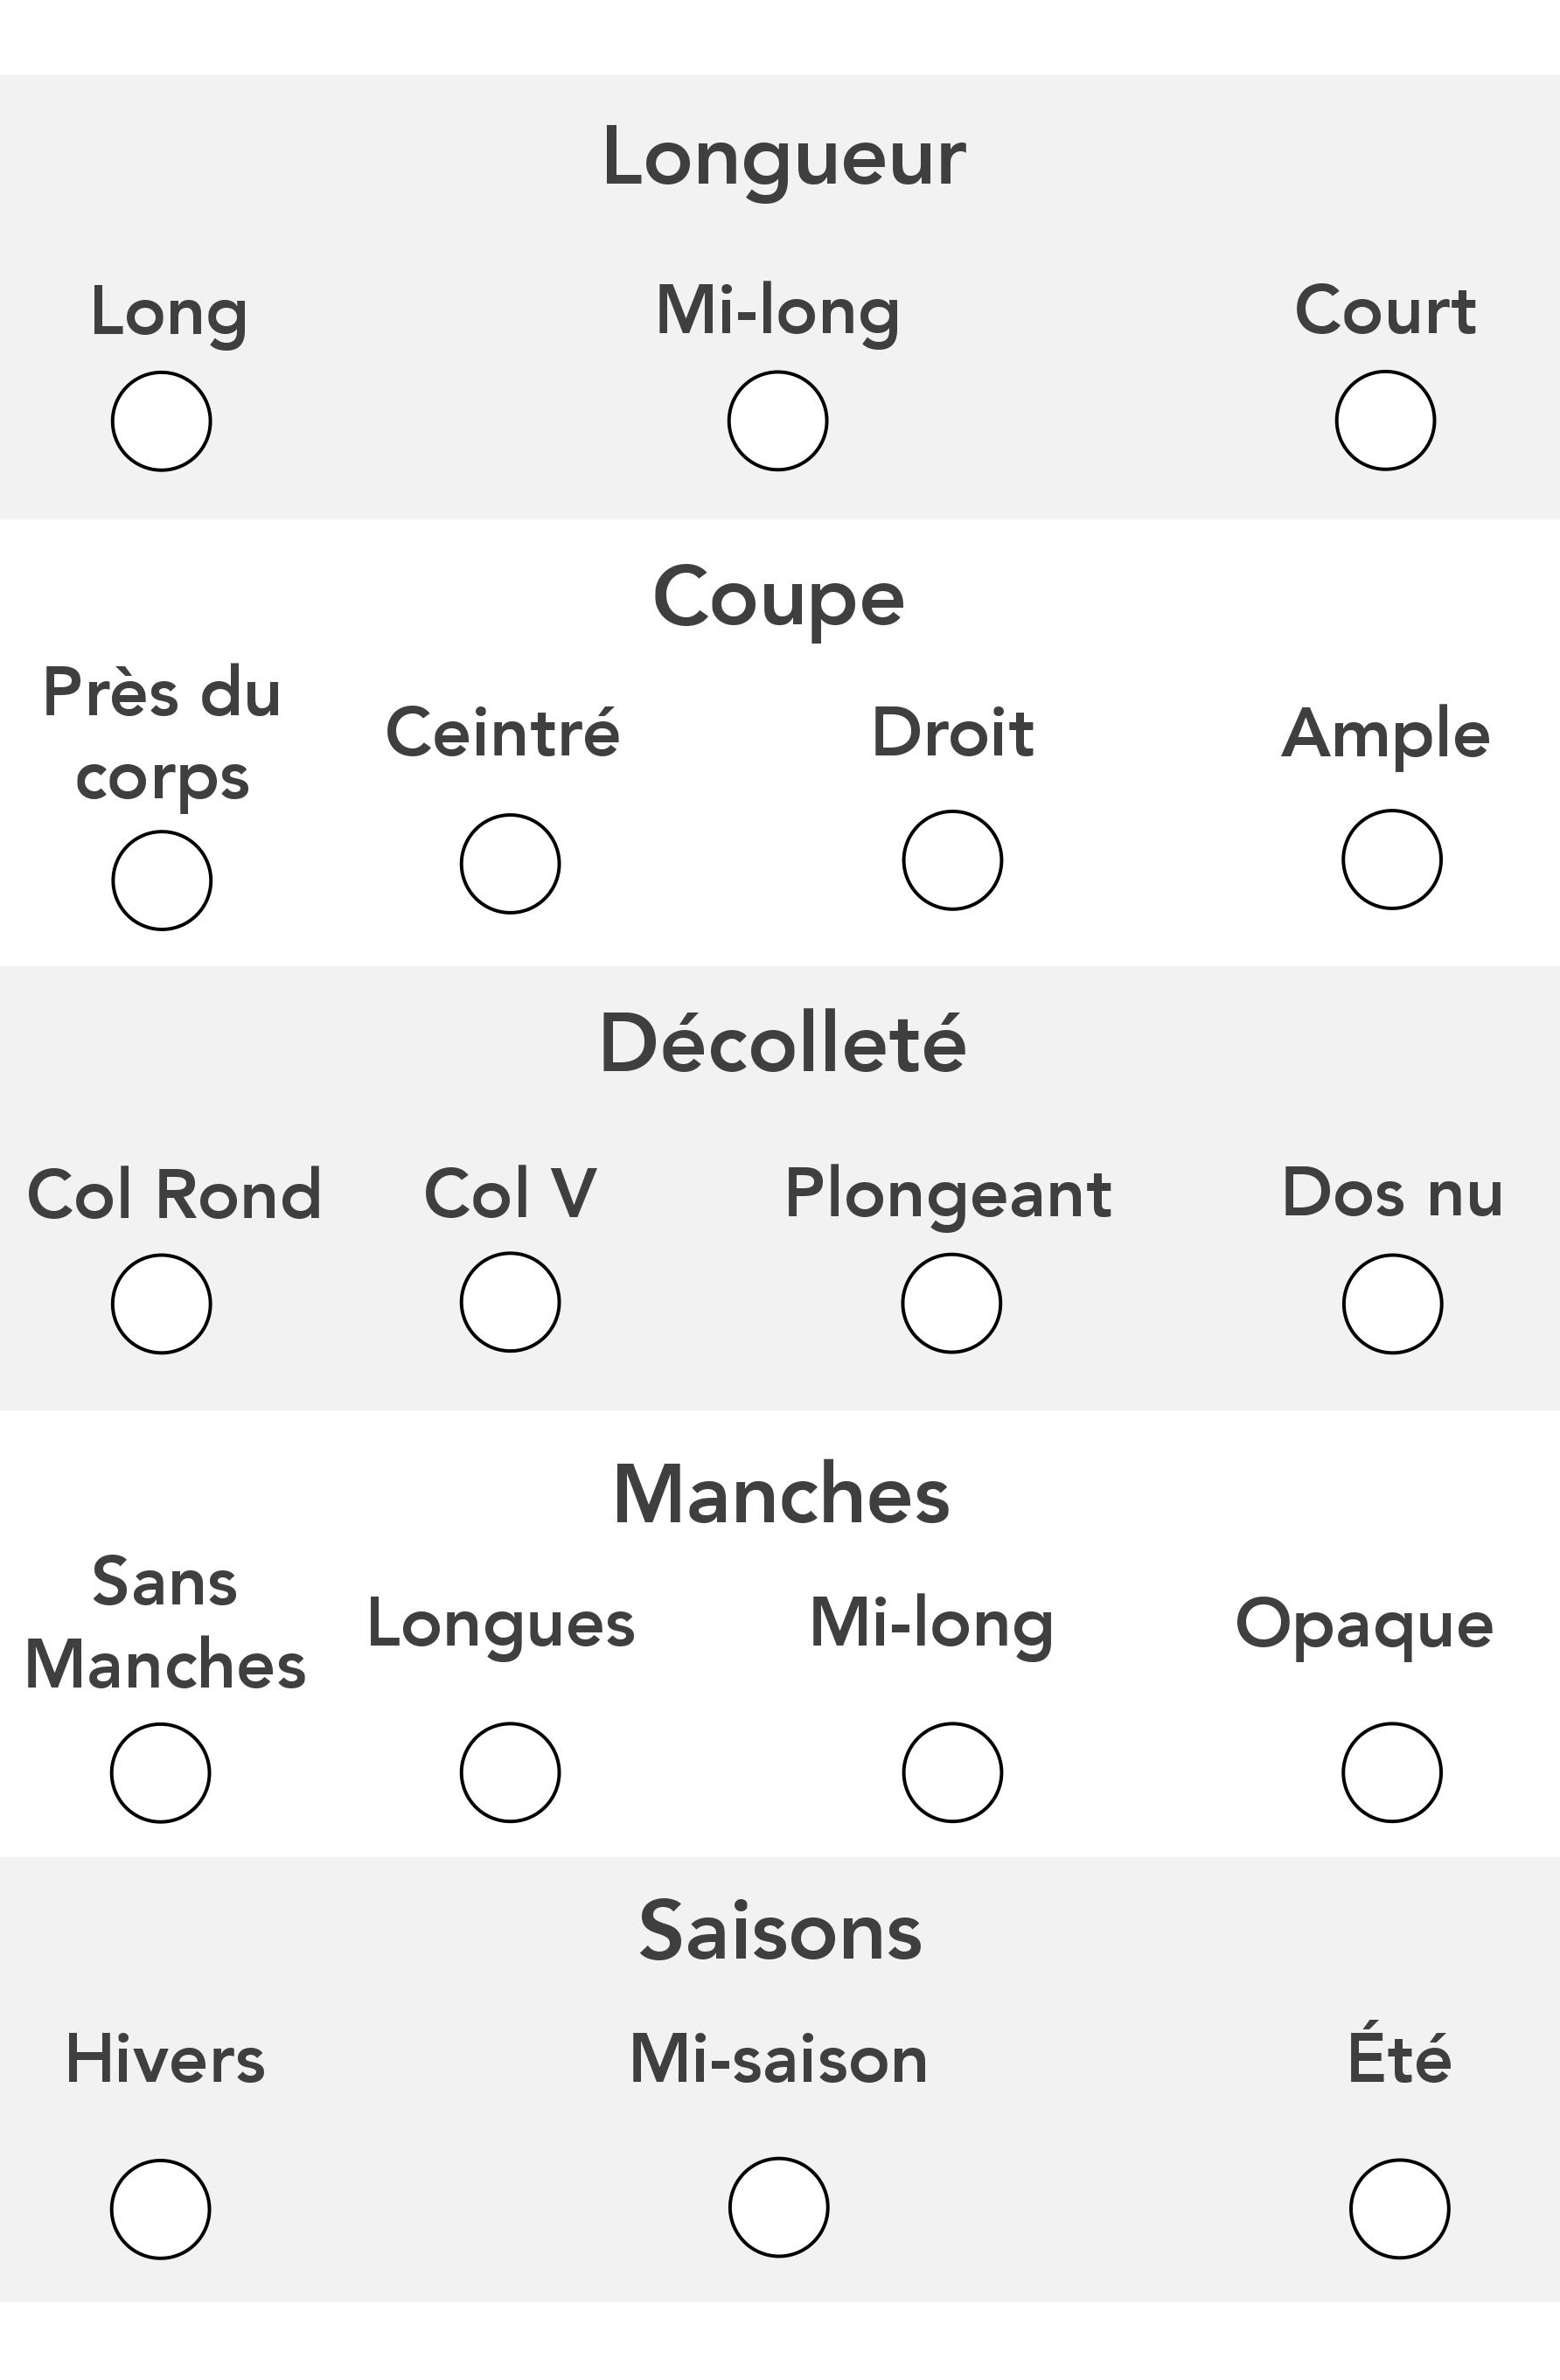 Longueur
Long Mi-long Court
Coupe
Près du
corps
Ceintré Droit Ample
Décolleté
Col Rond Col V Plongeant Dos nu
Manches
Sans
Manches
Longues Mi-long Opaque
Saisons
Hivers Mi-saison Été